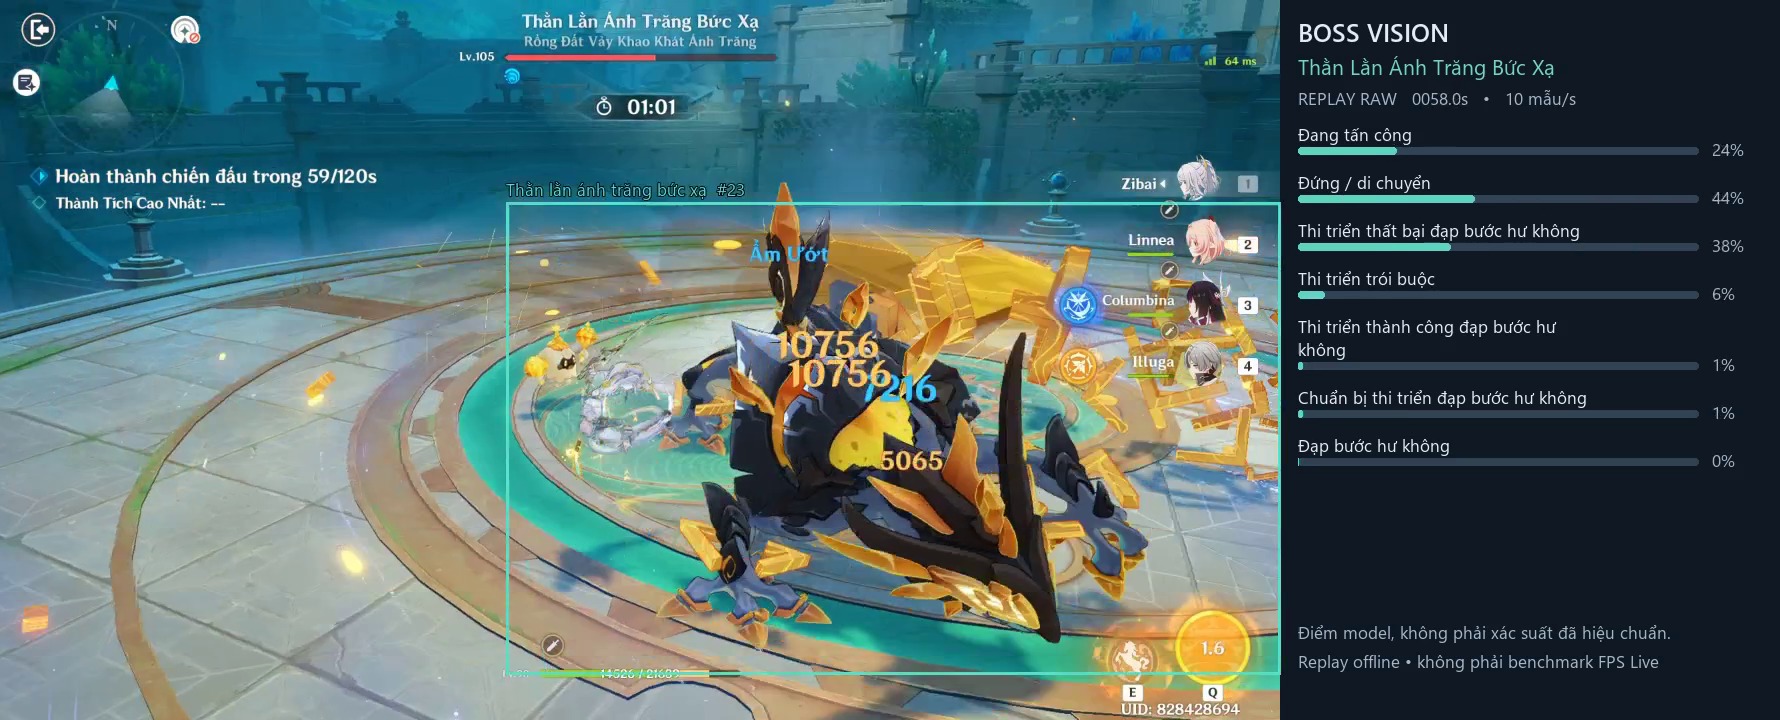 N
Thằn Lằn Ánh Trăng Bức Xạ
Rồng Đất Vảy Khao Khát Ánh Trăng
Lv.105
64 ms
01:01
Hoàn thành chiến đấu trong 59/120s
Thành Tích Cao Nhất: --
Thằn lằn ánh trăng bức xạ #23
Zibai
1
Linnea
2
Columbina
3
Illuga
4
Ẩm Ướt
10756
10756
7216
5065
1.6
E
Q
UID: 828428694
BOSS VISION
Thằn Lằn Ánh Trăng Bức Xạ
REPLAY RAW 0058.0s • 10 mẫu/s
Đang tấn công
24%
Đứng / di chuyển
44%
Thi triển thất bại đạp bước hư không
38%
Thi triển trói buộc
6%
Thi triển thành công đạp bước hư
không
1%
Chuẩn bị thi triển đạp bước hư không
1%
Đạp bước hư không
0%
Điểm model, không phải xác suất đã hiệu chuẩn.
Replay offline • không phải benchmark FPS Live